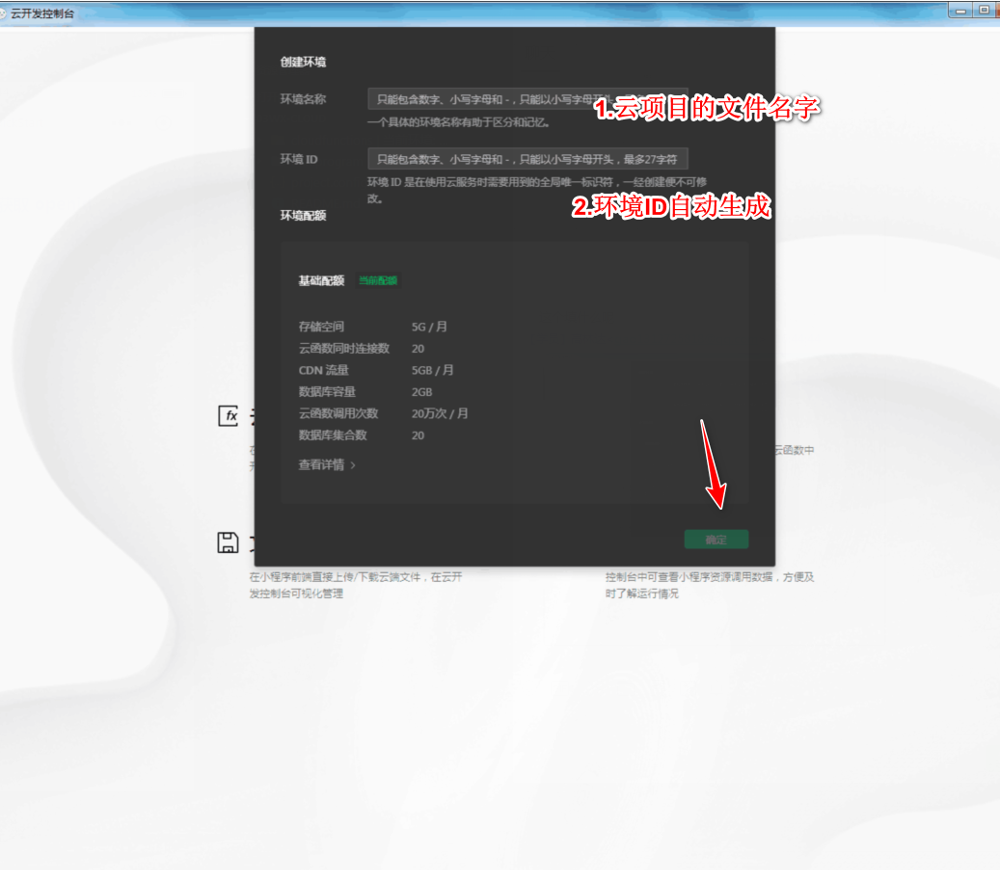 云开发控制台
创建环境
环境名称
只能包含数字、小写字母和 -，只能以小写字母开头
1.云项目的文件名字
一个具体的环境名称有助于区分和记忆。
环境 ID
只能包含数字、小写字母和 -，只能以小写字母开头，最多27字符
环境 ID 是在使用云服务时需要用到的全局唯一标识符，一经创建便不可修
改。
2.环境ID自动生成
环境配额
基础配额 当前配额
存储空间 5G / 月
云函数同时连接数 20
CDN 流量 5GB / 月
数据库容量 2GB
云函数调用次数 20万次 / 月
数据库集合数 20
查看详情 >
fx
云函数中
确定
在小程序前端直接上传/下载云端文件，在云开
发控制台可视化管理
控制台中可查看小程序资源调用数据，方便及
时了解运行情况